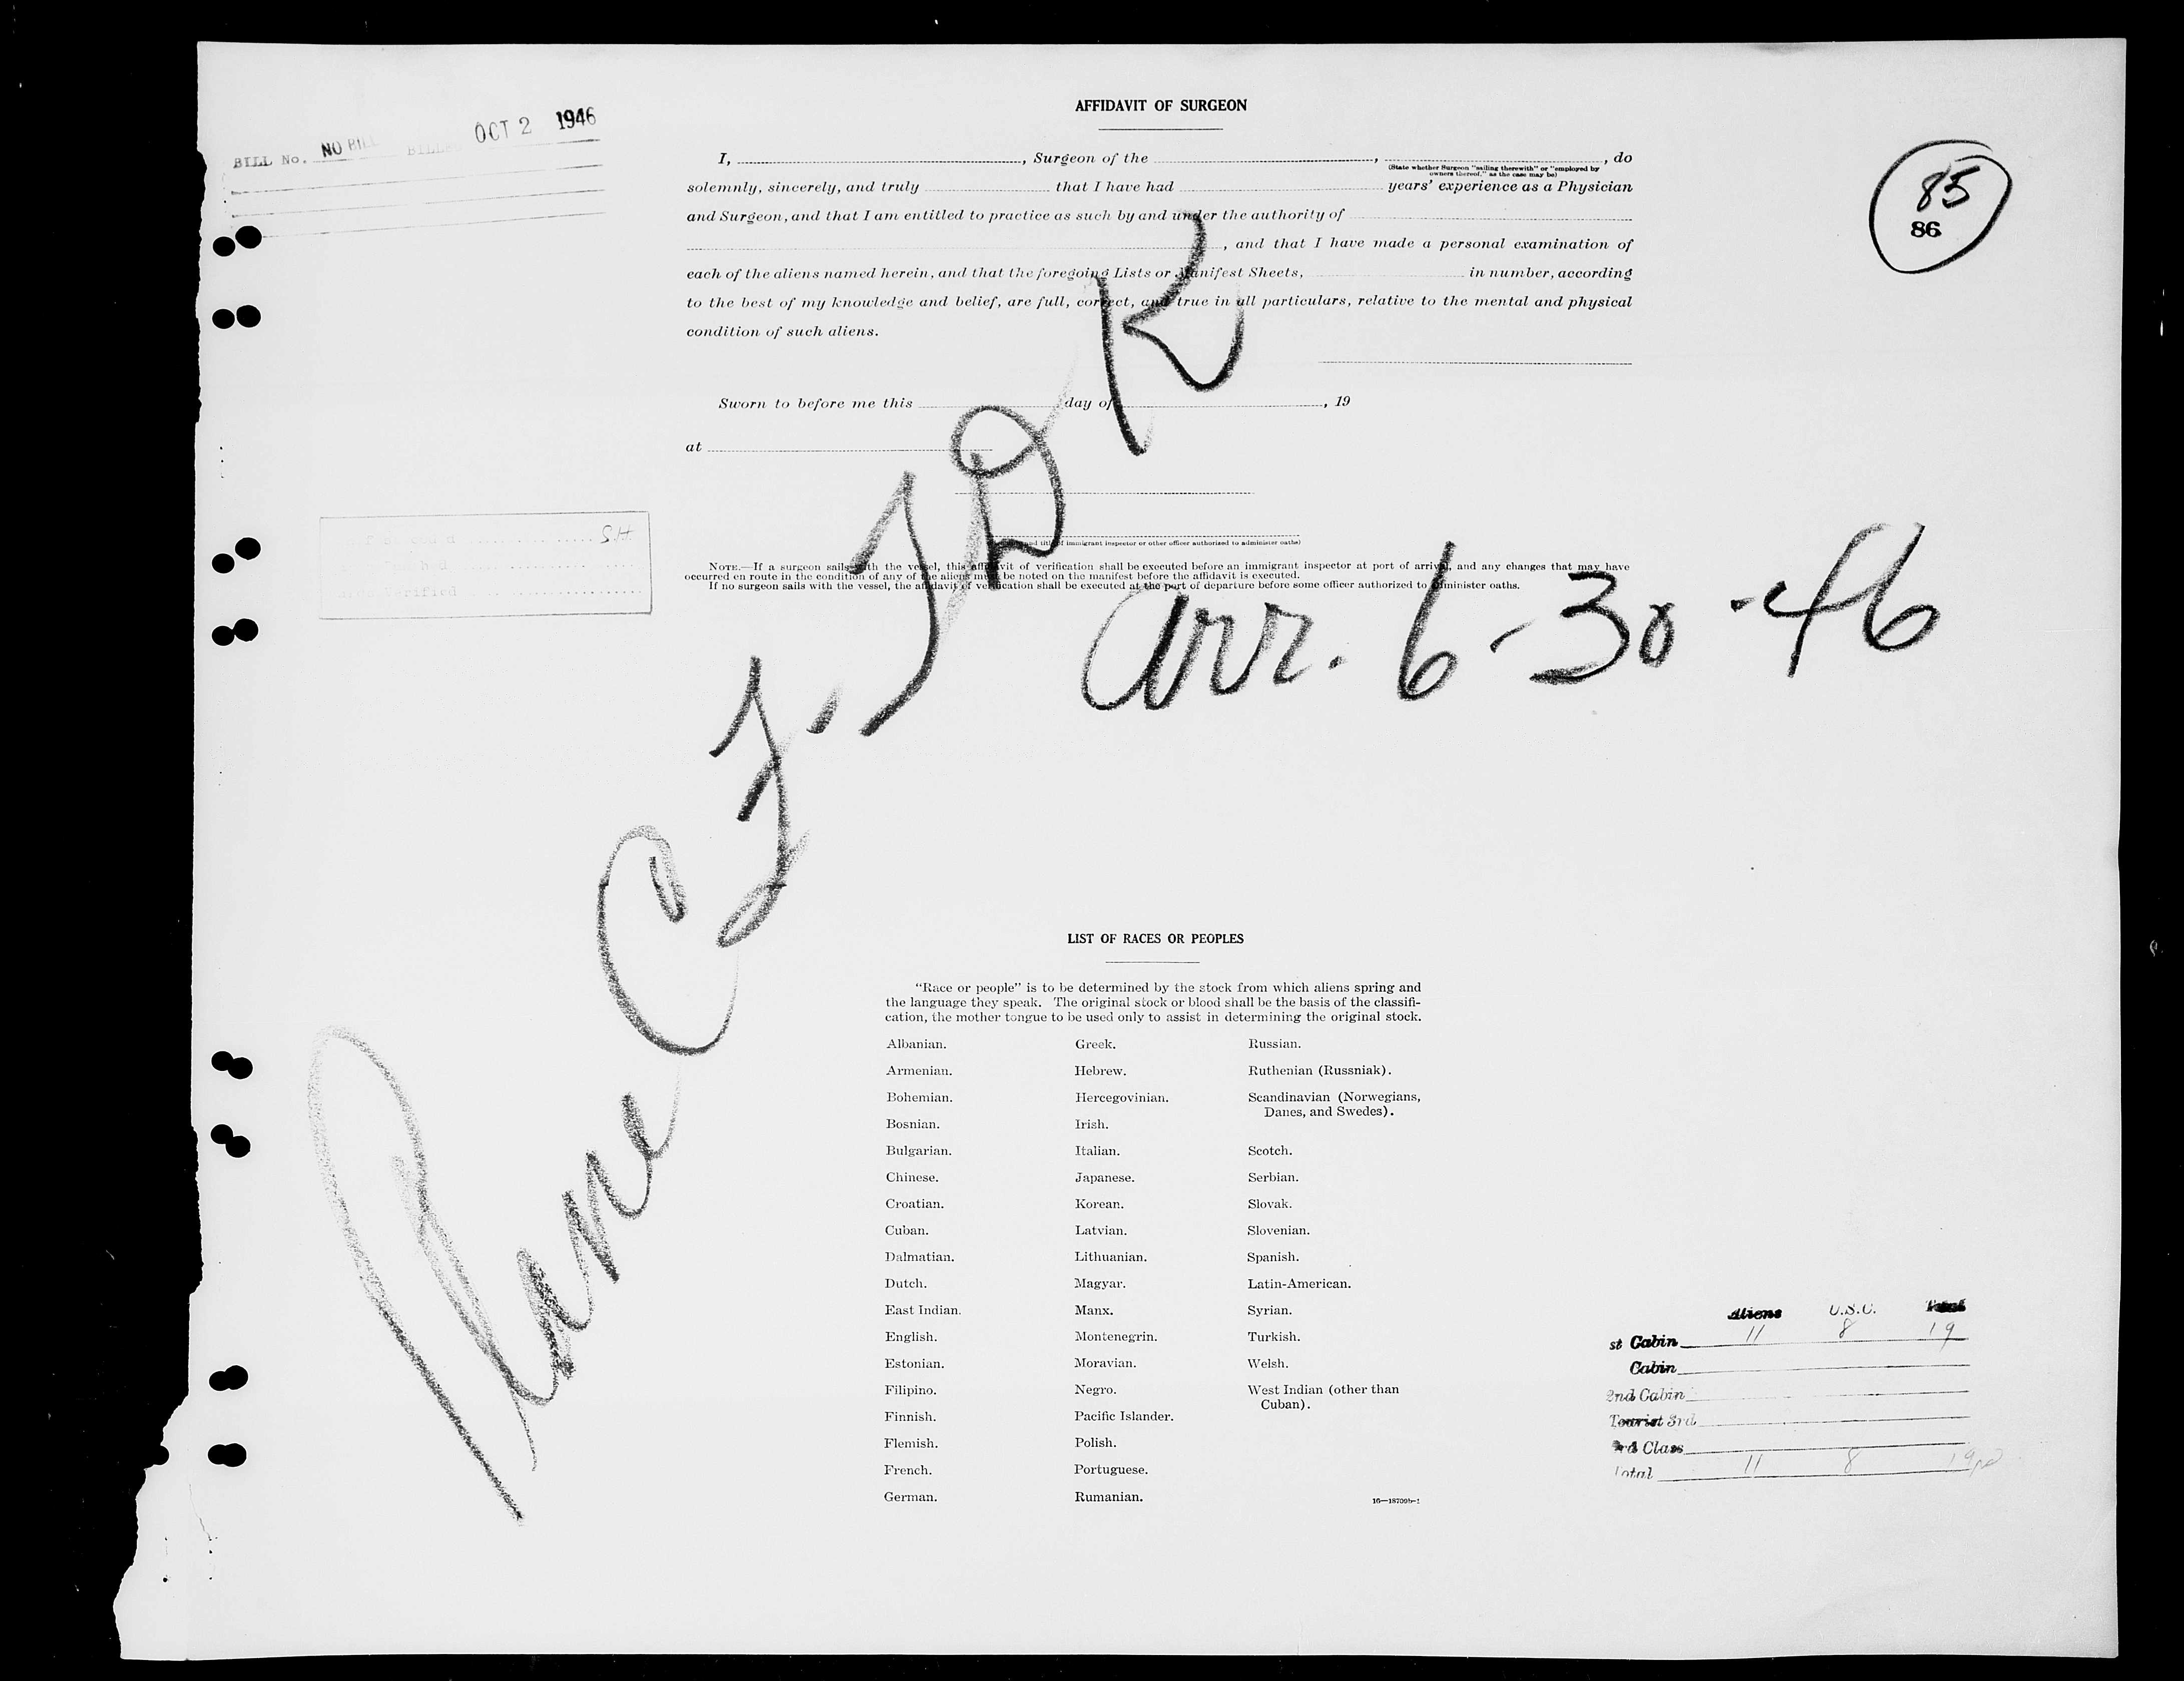 BILL No. NO BILL BILLED OCT 2 1946
AFFIDAVIT OF SURGEON
85
86
I, , Surgeon of the , , do
(State whether Surgeon "sailing therewith" or "employed by
owners thereof," as the case may be)
solemnly, sincerely, and truly that I have had years' experience as a Physician
and Surgeon, and that I am entitled to practice as such by and under the authority of
, and that I have made a personal examination of
each of the aliens named herein, and that the foregoing Lists or Manifest Sheets, in number, according
to the best of my knowledge and belief, are full, correct, and true in all particulars, relative to the mental and physical
condition of such aliens.
Sworn to before me this day of , 19
at
immigrant inspector or other officer authorized to administer oaths)
S.H.
Verified
NOTE.—If a surgeon sails with the vessel, this affidavit of verification shall be executed before an immigrant inspector at port of arrival, and any changes that may have
occurred en route in the condition of any of the aliens must be noted on the manifest before the affidavit is executed.
If no surgeon sails with the vessel, the affidavit of verification shall be executed at the port of departure before some officer authorized to administer oaths.
Plane
arr. 6-30-46
LIST OF RACES OR PEOPLES
"Race or people" is to be determined by the stock from which aliens spring and
the language they speak. The original stock or blood shall be the basis of the classifi-
cation, the mother tongue to be used only to assist in determining the original stock.
Albanian.
Armenian.
Bohemian.
Bosnian.
Bulgarian.
Chinese.
Croatian.
Cuban.
Dalmatian.
Dutch.
East Indian.
English.
Estonian.
Filipino.
Finnish.
Flemish.
French.
German.
Greek.
Hebrew.
Hercegovinian.
Irish.
Italian.
Japanese.
Korean.
Latvian.
Lithuanian.
Magyar.
Manx.
Montenegrin.
Moravian.
Negro.
Pacific Islander.
Polish.
Portuguese.
Rumanian.
Russian.
Ruthenian (Russniak).
Scandinavian (Norwegians,
Danes, and Swedes).
Scotch.
Serbian.
Slovak.
Slovenian.
Spanish.
Latin-American.
Syrian.
Turkish.
Welsh.
West Indian (other than
Cuban).
Aliens U.S.C. Total
st Cabin 11 8 19
Cabin
2nd Cabin
Tourist 3rd
3rd Class
Total 11 8 19